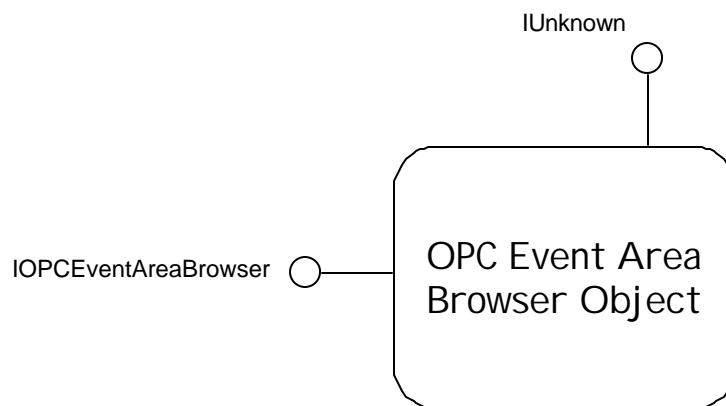 IUnknown
IOPCEventAreaBrowser
OPC Event Area
Browser Object